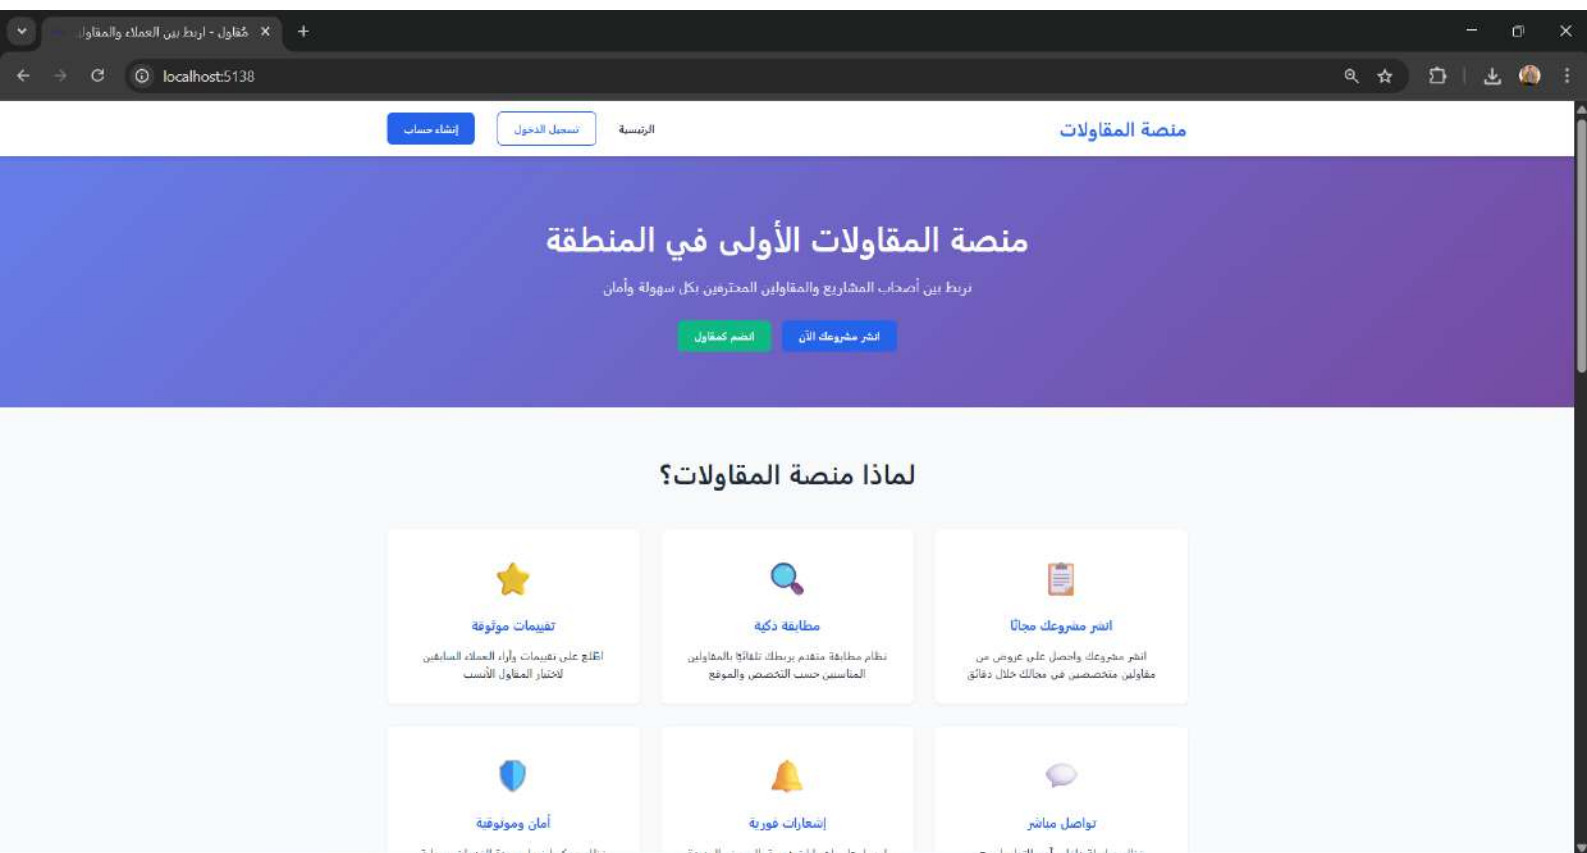 مُقاول - اربط بين العملاء والمقاول
localhost:5138
منصة المقاولات
الرئيسية
تسجيل الدخول
إنشاء حساب
منصة المقاولات الأولى في المنطقة
نربط بين أصحاب المشاريع والمقاولين المحترفين بكل سهولة وأمان
انشر مشروعك الآن
انضم كمقاول
لماذا منصة المقاولات؟
انشر مشروعك مجانًا
انشر مشروعك واحصل على عروض من
مقاولين متخصصين في مجالك خلال دقائق
مطابقة ذكية
نظام مطابقة متقدم يربطك تلقائيًا بالمقاولين
المناسبين حسب التخصص والموقع
تقييمات موثوقة
اطّلع على تقييمات وآراء العملاء السابقين
لاختيار المقاول الأنسب
تواصل مباشر
إشعارات فورية
أمان وموثوقية